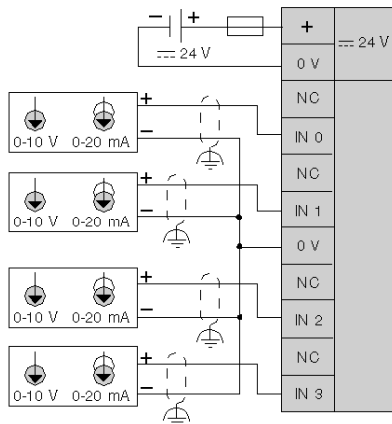 − + +
⎓ 24 V ⎓ 24 V
0 V
NC
+
− IN 0
0-10 V 0-20 mA
NC
+
− IN 1
0-10 V 0-20 mA
0 V
NC
+
− IN 2
0-10 V 0-20 mA
NC
+
− IN 3
0-10 V 0-20 mA